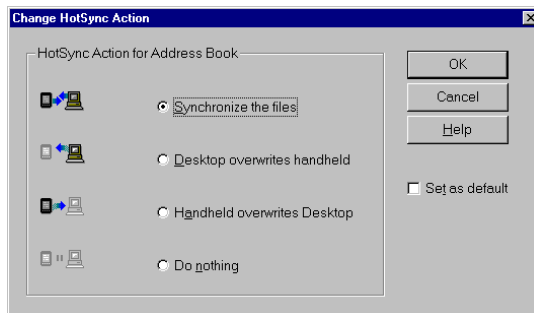 Change HotSync Action
HotSync Action for Address Book
Synchronize the files
Desktop overwrites handheld
Handheld overwrites Desktop
Do nothing
OK
Cancel
Help
Set as default